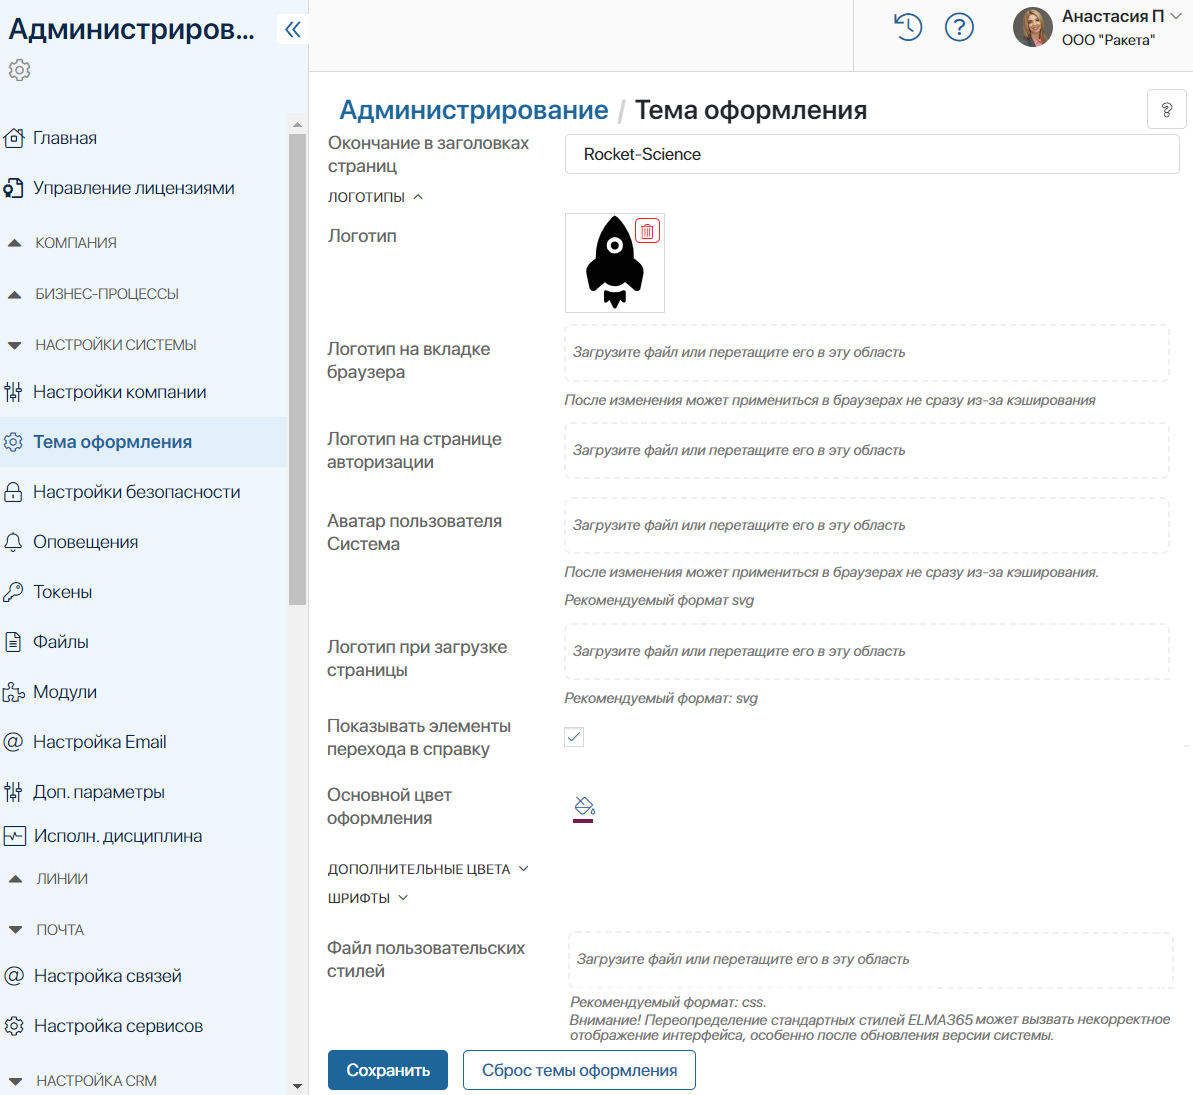 Администриров...
Главная
Управление лицензиями
КОМПАНИЯ
БИЗНЕС-ПРОЦЕССЫ
НАСТРОЙКИ СИСТЕМЫ
Настройки компании
Тема оформления
Настройки безопасности
Оповещения
Токены
Файлы
Модули
Настройка Email
Доп. параметры
Исполн. дисциплина
ЛИНИИ
ПОЧТА
Настройка связей
Настройка сервисов
НАСТРОЙКА CRM
Анастасия П
ООО "Ракета"
Администрирование / Тема оформления
?
Окончание в заголовках
страниц
Rocket-Science
ЛОГОТИПЫ
Логотип
Логотип на вкладке
браузера
Загрузите файл или перетащите его в эту область
После изменения может примениться в браузерах не сразу из-за кэширования
Логотип на странице
авторизации
Загрузите файл или перетащите его в эту область
Аватар пользователя
Система
Загрузите файл или перетащите его в эту область
После изменения может примениться в браузерах не сразу из-за кэширования.
Рекомендуемый формат svg
Логотип при загрузке
страницы
Загрузите файл или перетащите его в эту область
Рекомендуемый формат: svg
Показывать элементы
перехода в справку
Основной цвет
оформления
ДОПОЛНИТЕЛЬНЫЕ ЦВЕТА
ШРИФТЫ
Файл пользовательских
стилей
Загрузите файл или перетащите его в эту область
Рекомендуемый формат: css.
Внимание! Переопределение стандартных стилей ELMA365 может вызвать некорректное
отображение интерфейса, особенно после обновления версии системы.
Сохранить
Сброс темы оформления